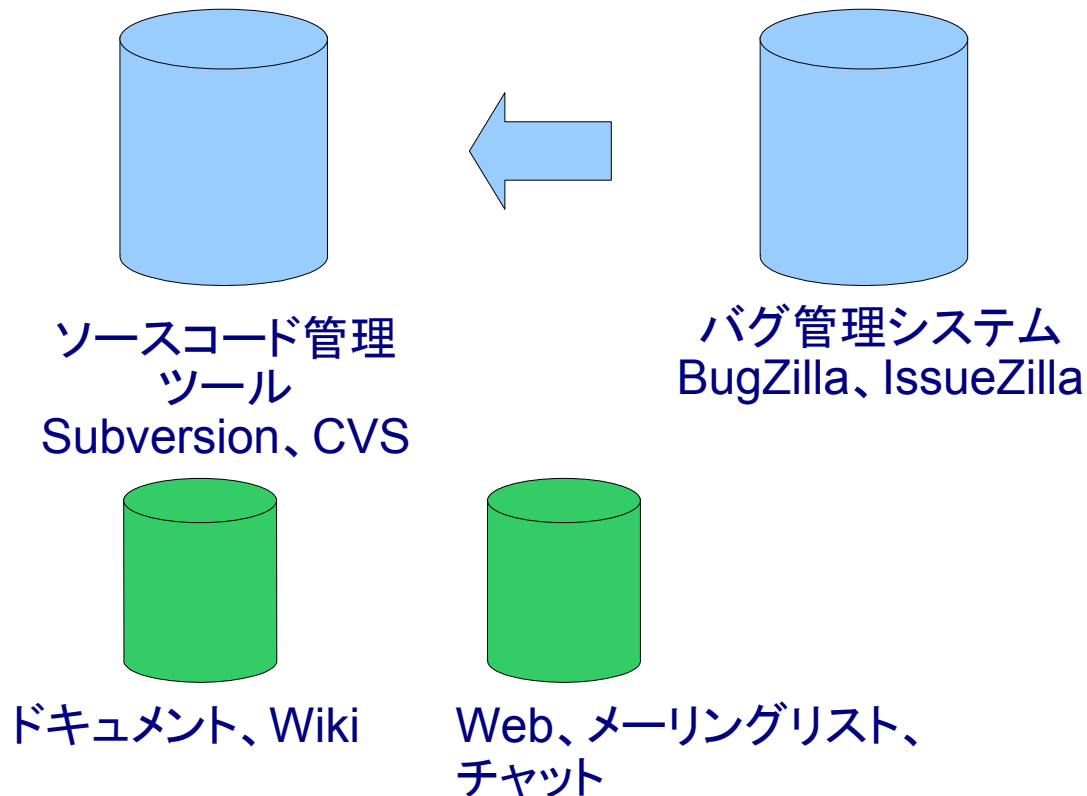 ソースコード管理
ツール
Subversion、CVS
バグ管理システム
BugZilla、IssueZilla
ドキュメント、Wiki
Web、メーリングリスト、
チャット